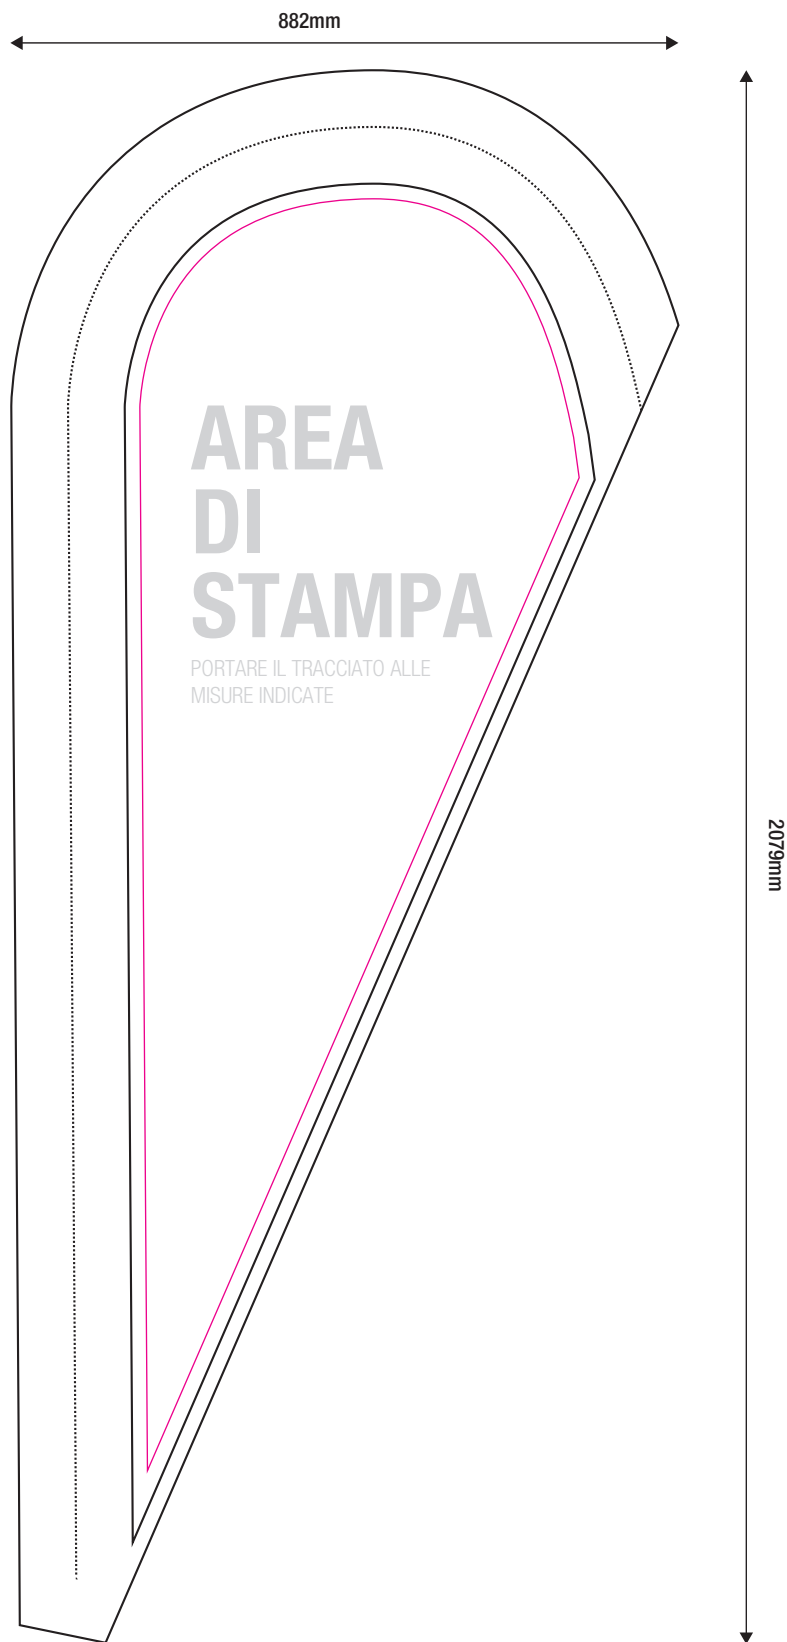 882mm
AREA
DI
STAMPA
PORTARE IL TRACCIATO ALLE
MISURE INDICATE
2079mm